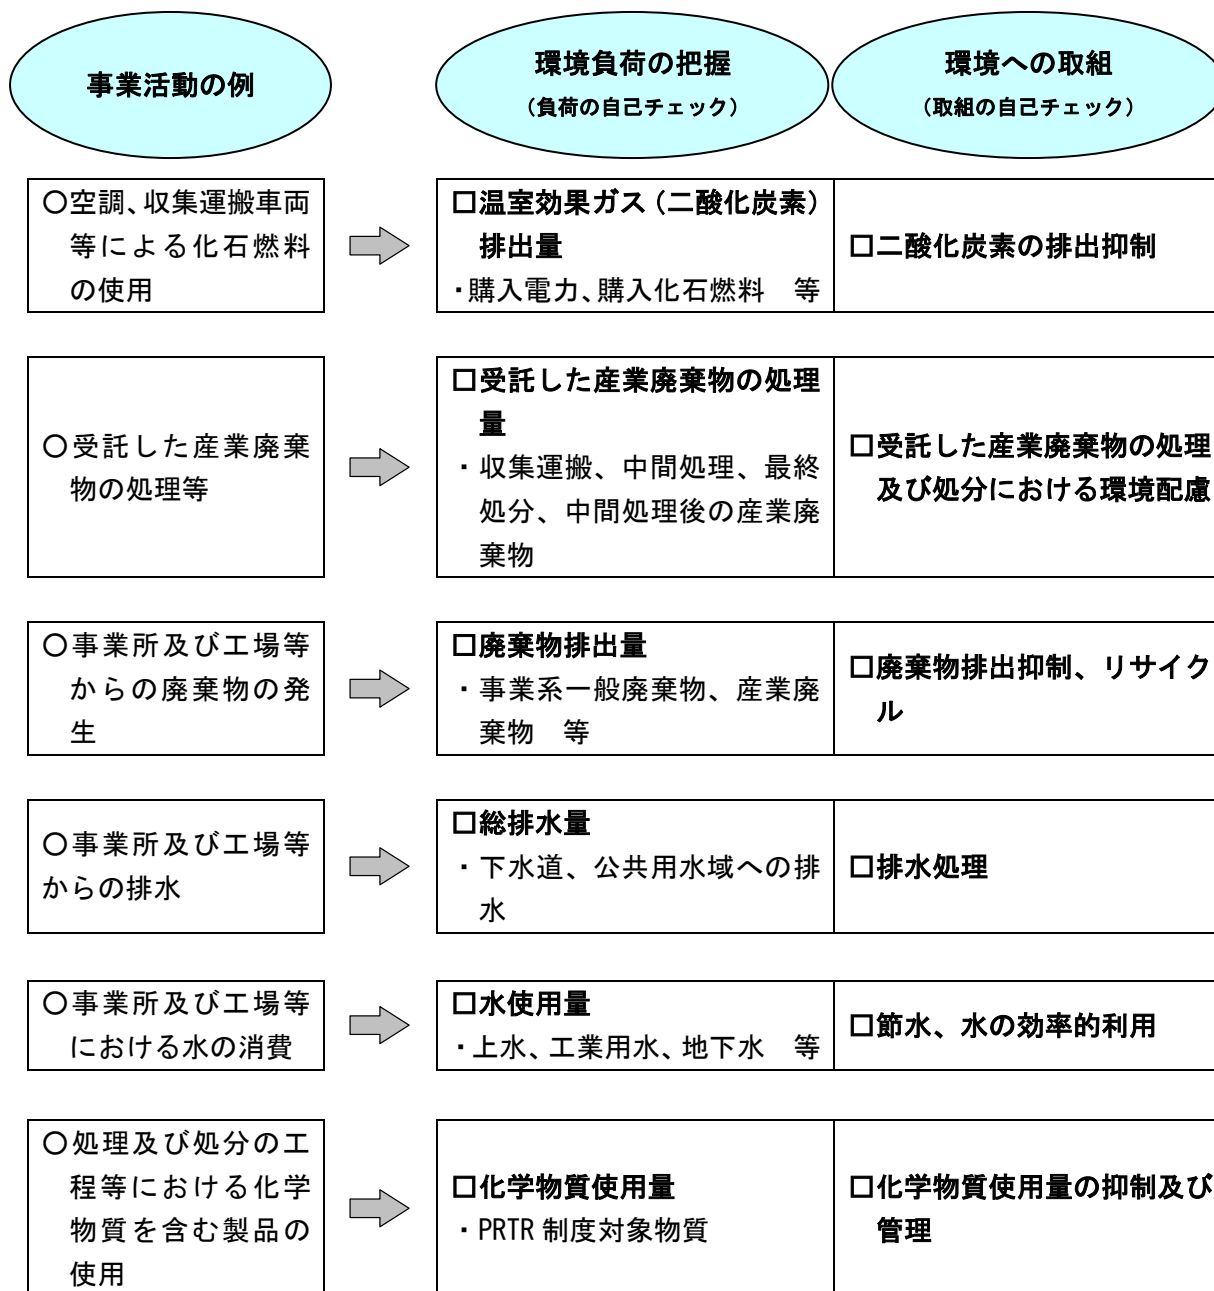 事業活動の例
環境負荷の把握
（負荷の自己チェック）
環境への取組
（取組の自己チェック）
〇空調、収集運搬車両
等による化石燃料
の使用
□温室効果ガス（二酸化炭素）
排出量
・購入電力、購入化石燃料　等
□二酸化炭素の排出抑制
〇受託した産業廃棄
物の処理等
□受託した産業廃棄物の処理
量
・収集運搬、中間処理、最終
処分、中間処理後の産業廃
棄物
□受託した産業廃棄物の処理
及び処分における環境配慮
〇事業所及び工場等
からの廃棄物の発
生
□廃棄物排出量
・事業系一般廃棄物、産業廃
棄物　等
□廃棄物排出抑制、リサイク
ル
〇事業所及び工場等
からの排水
□総排水量
・下水道、公共用水域への排
水
□排水処理
〇事業所及び工場等
における水の消費
□水使用量
・上水、工業用水、地下水　等
□節水、水の効率的利用
〇処理及び処分の工
程等における化学
物質を含む製品の
使用
□化学物質使用量
・PRTR 制度対象物質
□化学物質使用量の抑制及び
管理